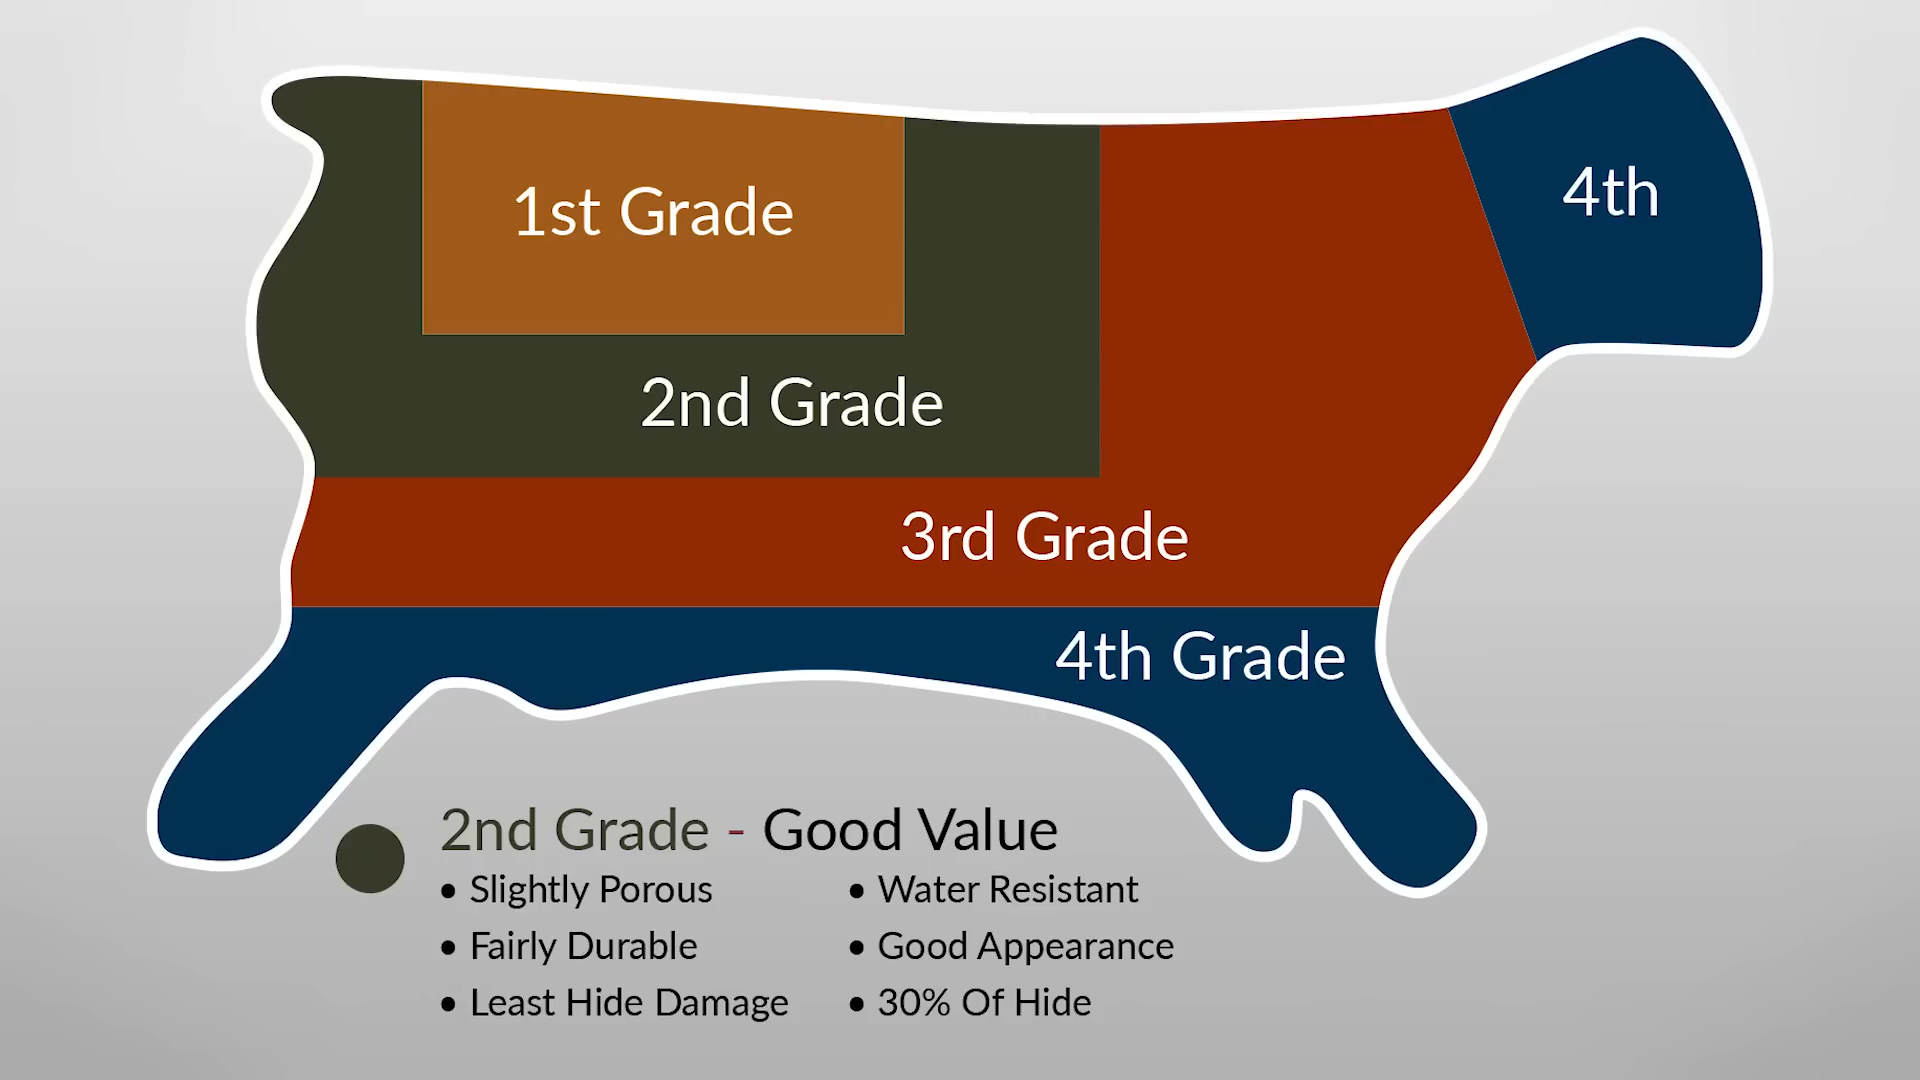 4th
1st Grade
2nd Grade
3rd Grade
4th Grade
2nd Grade - Good Value
• Slightly Porous
• Fairly Durable
• Least Hide Damage
• Water Resistant
• Good Appearance
• 30% Of Hide